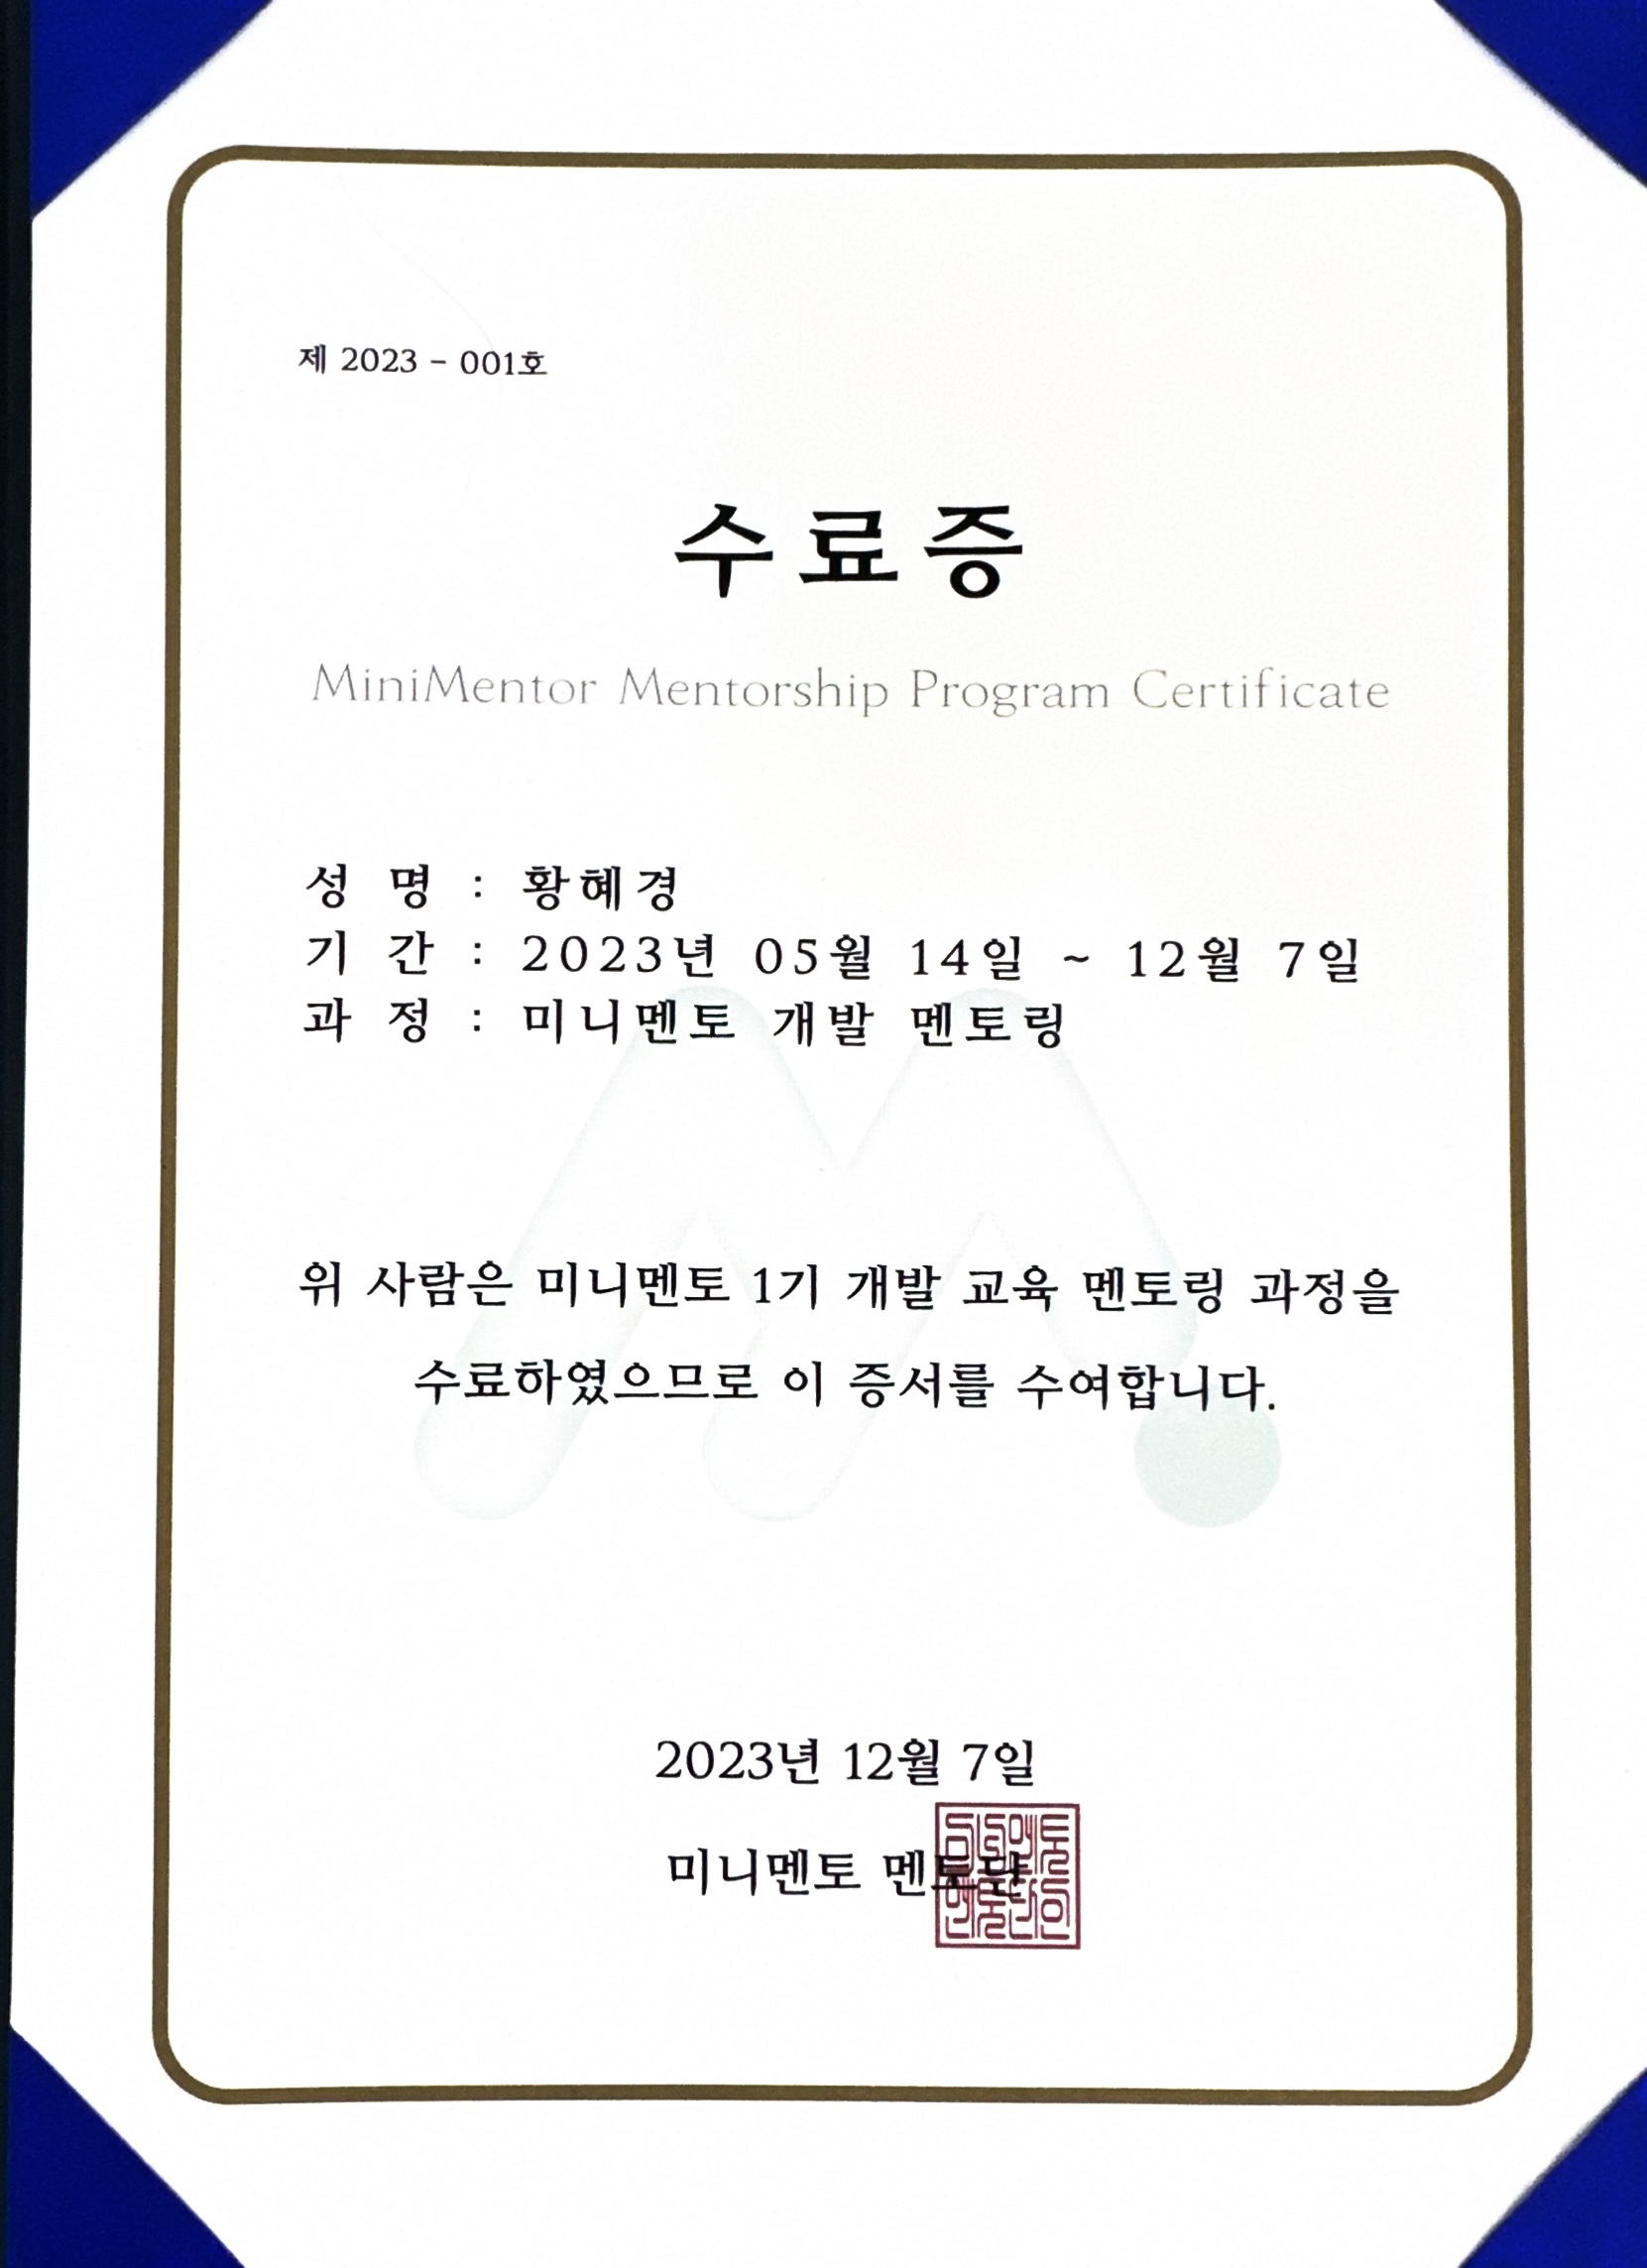 제 2023 - 001호
수료증
MiniMentor Mentorship Program Certificate
성 명 : 황혜경
기 간 : 2023년 05월 14일 ~ 12월 7일
과 정 : 미니멘토 개발 멘토링
위 사람은 미니멘토 1기 개발 교육 멘토링 과정을
수료하였으므로 이 증서를 수여합니다.
2023년 12월 7일
미니멘토 멘토단